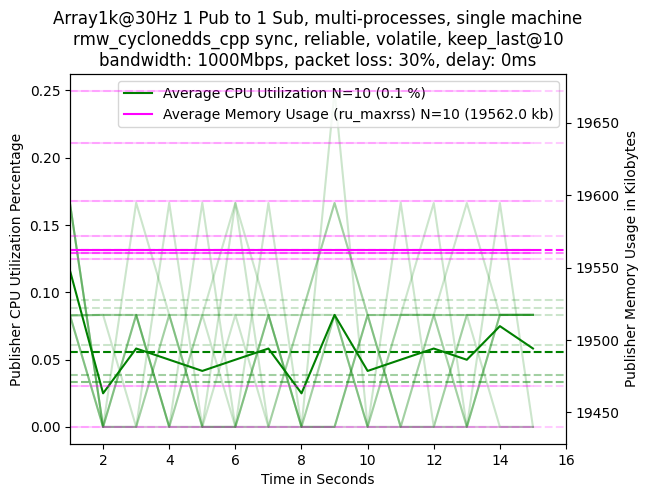 Array1k@30Hz 1 Pub to 1 Sub, multi-processes, single machine
rmw_cyclonedds_cpp sync, reliable, volatile, keep_last@10
bandwidth: 1000Mbps, packet loss: 30%, delay: 0ms
Average CPU Utilization N=10 (0.1 %)
Average Memory Usage (ru_maxrss) N=10 (19562.0 kb)
Publisher CPU Utilization Percentage
0.25
0.20
0.15
0.10
0.05
0.00
19650
19600
19550
19500
19450
Publisher Memory Usage in Kilobytes
2 4 6 8 10 12 14 16
Time in Seconds